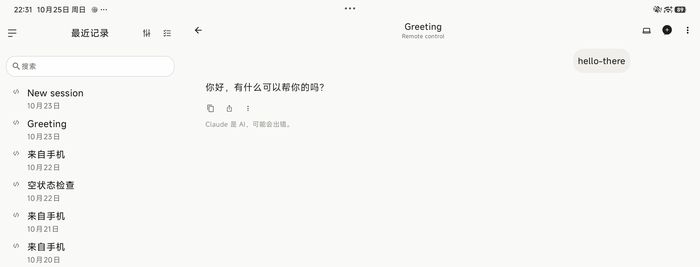 22:31 10月25日 周日
89
最近记录
Greeting
Remote control
搜索
hello-there
New session
10月23日
你好，有什么可以帮你的吗？
Greeting
10月23日
Claude 是 AI，可能会出错。
来自手机
10月22日
空状态检查
10月22日
来自手机
10月21日
来自手机
10月20日